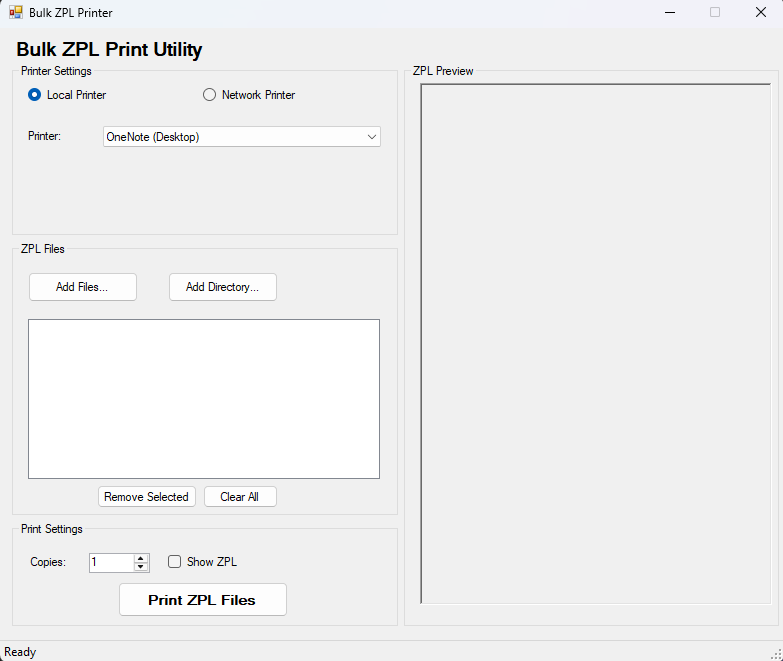 Bulk ZPL Printer
Bulk ZPL Print Utility
Printer Settings
Local Printer
Network Printer
Printer:
OneNote (Desktop)
ZPL Files
Add Files...
Add Directory...
Remove Selected
Clear All
Print Settings
Copies:
1
Show ZPL
Print ZPL Files
ZPL Preview
Ready